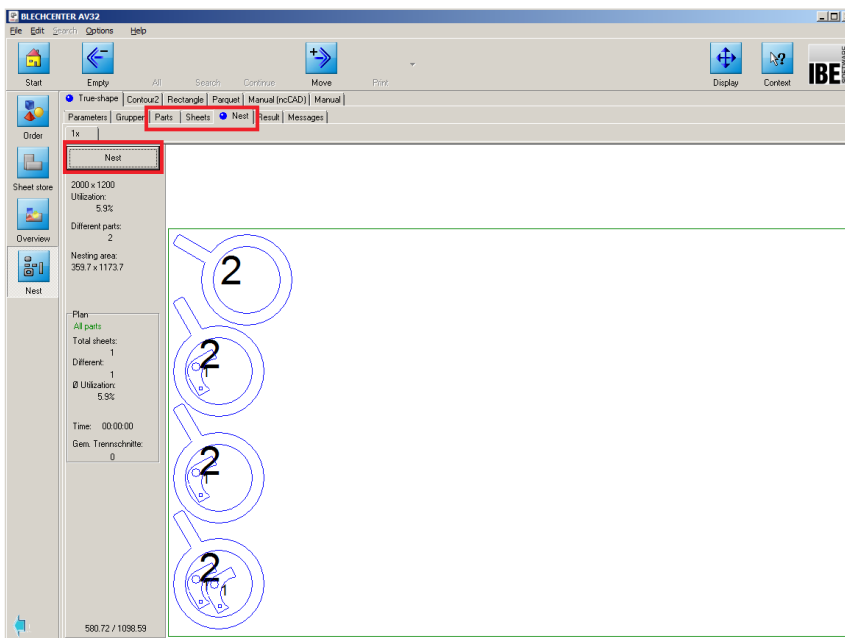 BLECHCENTER AV32
File Edit Search Options Help
Start Empty All Search Continue Move Print Display Context IBE SOFTWARE
True-shape Contour2 Rectangle Parquet Manual (ncCAD) Manual
Parameters Gruppen Parts Sheets Nest Result Messages
1x
Order
Sheet store
Overview
Nest
Nest
2000 x 1200
Utilization:
5.9%
Different parts:
2
Nesting area:
359.7 x 1173.7
Plan
All parts
Total sheets:
1
Different:
1
Ø Utilization:
5.9%
Time: 00:00:00
Gem. Trennschnitte:
0
580.72 / 1098.59
2
2
1
2
1
2
1